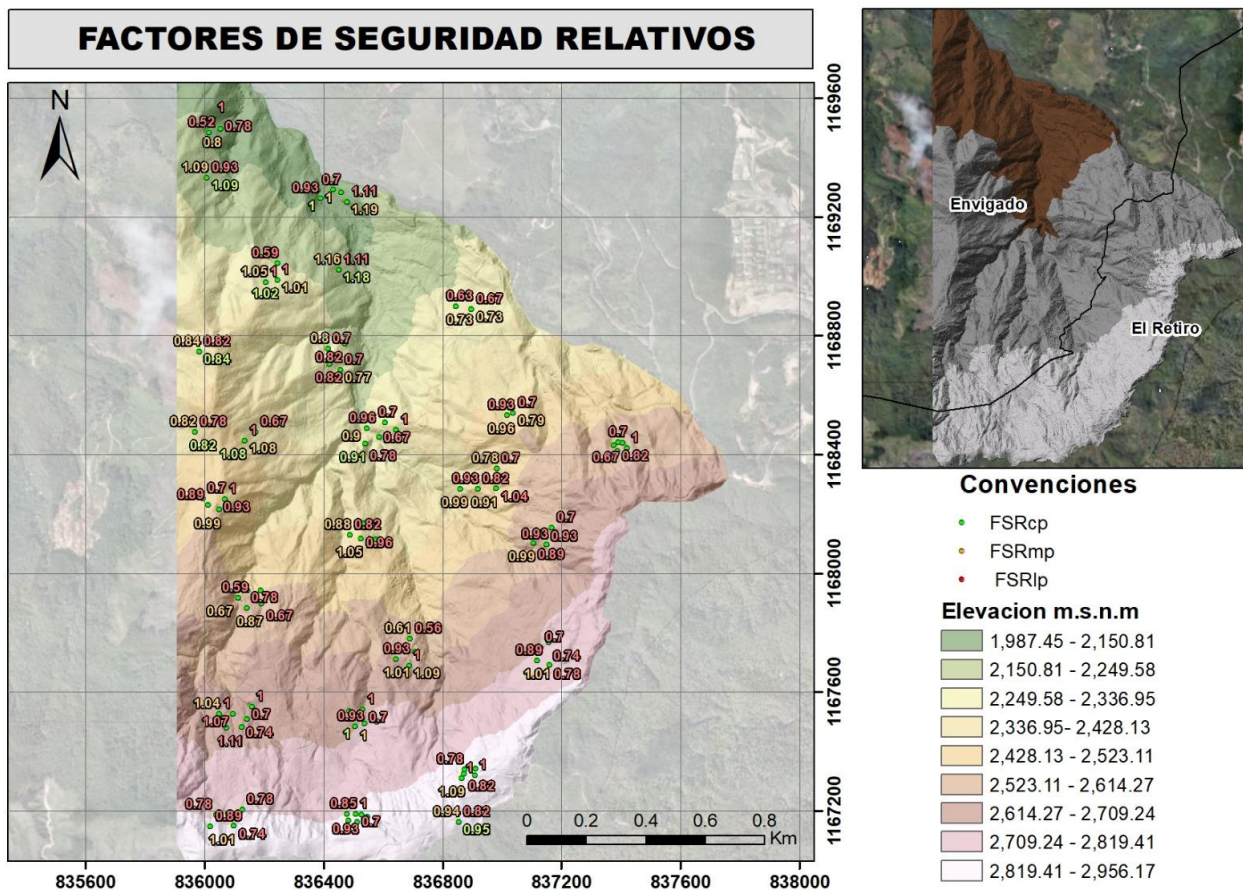 FACTORES DE SEGURIDAD RELATIVOS
N
1
0.52 0.78
0.8
1.09 0.93
1.09
0.93 0.7 1.11
1 1 1.19
0.59
1.05 1 1
1.02 1.01
1.16 1.11
1.18
0.63 0.67
0.73 0.73
0.84 0.82
0.84
0.8 0.7
0.82 0.7
0.82 0.77
0.93 0.7
0.96 0.79
0.82 0.78
0.82
1 0.67
1.08 1.08
0.96 0.7 1
0.9 0.67
0.91 0.78
0.7 1
0.67 0.82
0.78 0.7
0.93 0.82
0.99 0.91 1.04
0.89 0.7 1
0.93
0.99
0.88 0.82
1.05 0.96
0.7
0.93 0.93
0.99 0.89
0.59 0.78
0.67 0.87 0.67
0.61 0.56
0.93 1
1.01 1.09
0.7
0.89 0.74
1.01 0.78
1.04 1 1
1.07 0.7
1.11 0.74
1
0.93 0.7
1 1
0.78 1 1
1 0.82
1.09
0.78 0.78
0.89
1.01 0.74
0.85 1
0.93 0.7
0.94 0.82
0.95
0 0.2 0.4 0.6 0.8
Km
835600 836000 836400 836800 837200 837600 838000
1169600
1169200
1168800
1168400
1168000
1167600
1167200
Envigado
El Retiro
Convenciones
FSRcp
FSRmp
FSRlp
Elevacion m.s.n.m
1,987.45 - 2,150.81
2,150.81 - 2,249.58
2,249.58 - 2,336.95
2,336.95- 2,428.13
2,428.13 - 2,523.11
2,523.11 - 2,614.27
2,614.27 - 2,709.24
2,709.24 - 2,819.41
2,819.41 - 2,956.17